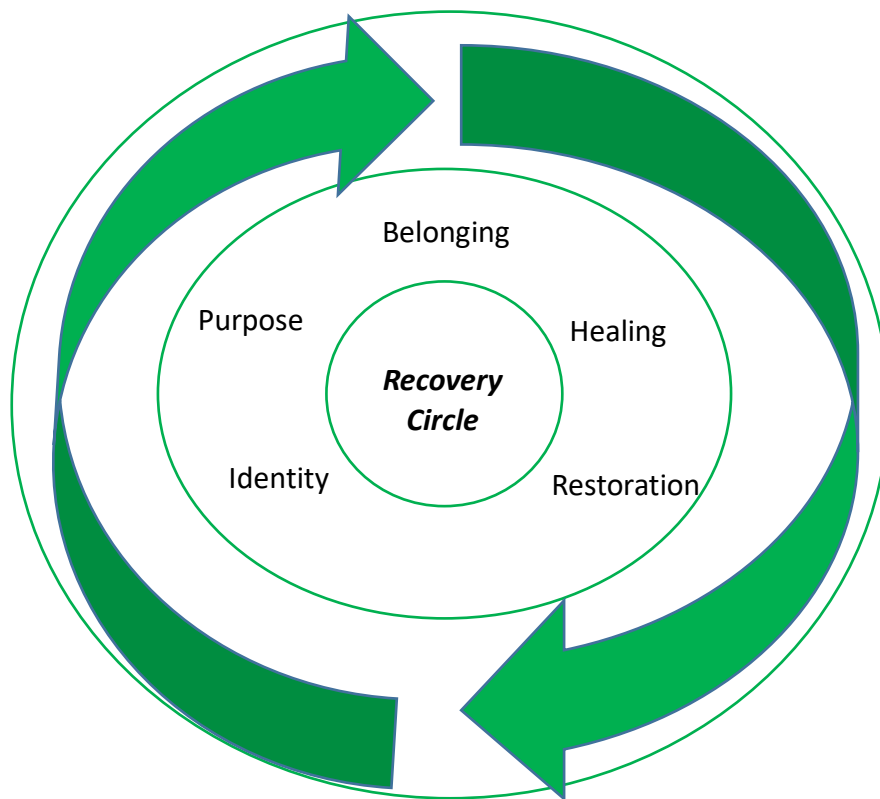 Belonging
Purpose
Healing
Recovery
Circle
Identity
Restoration